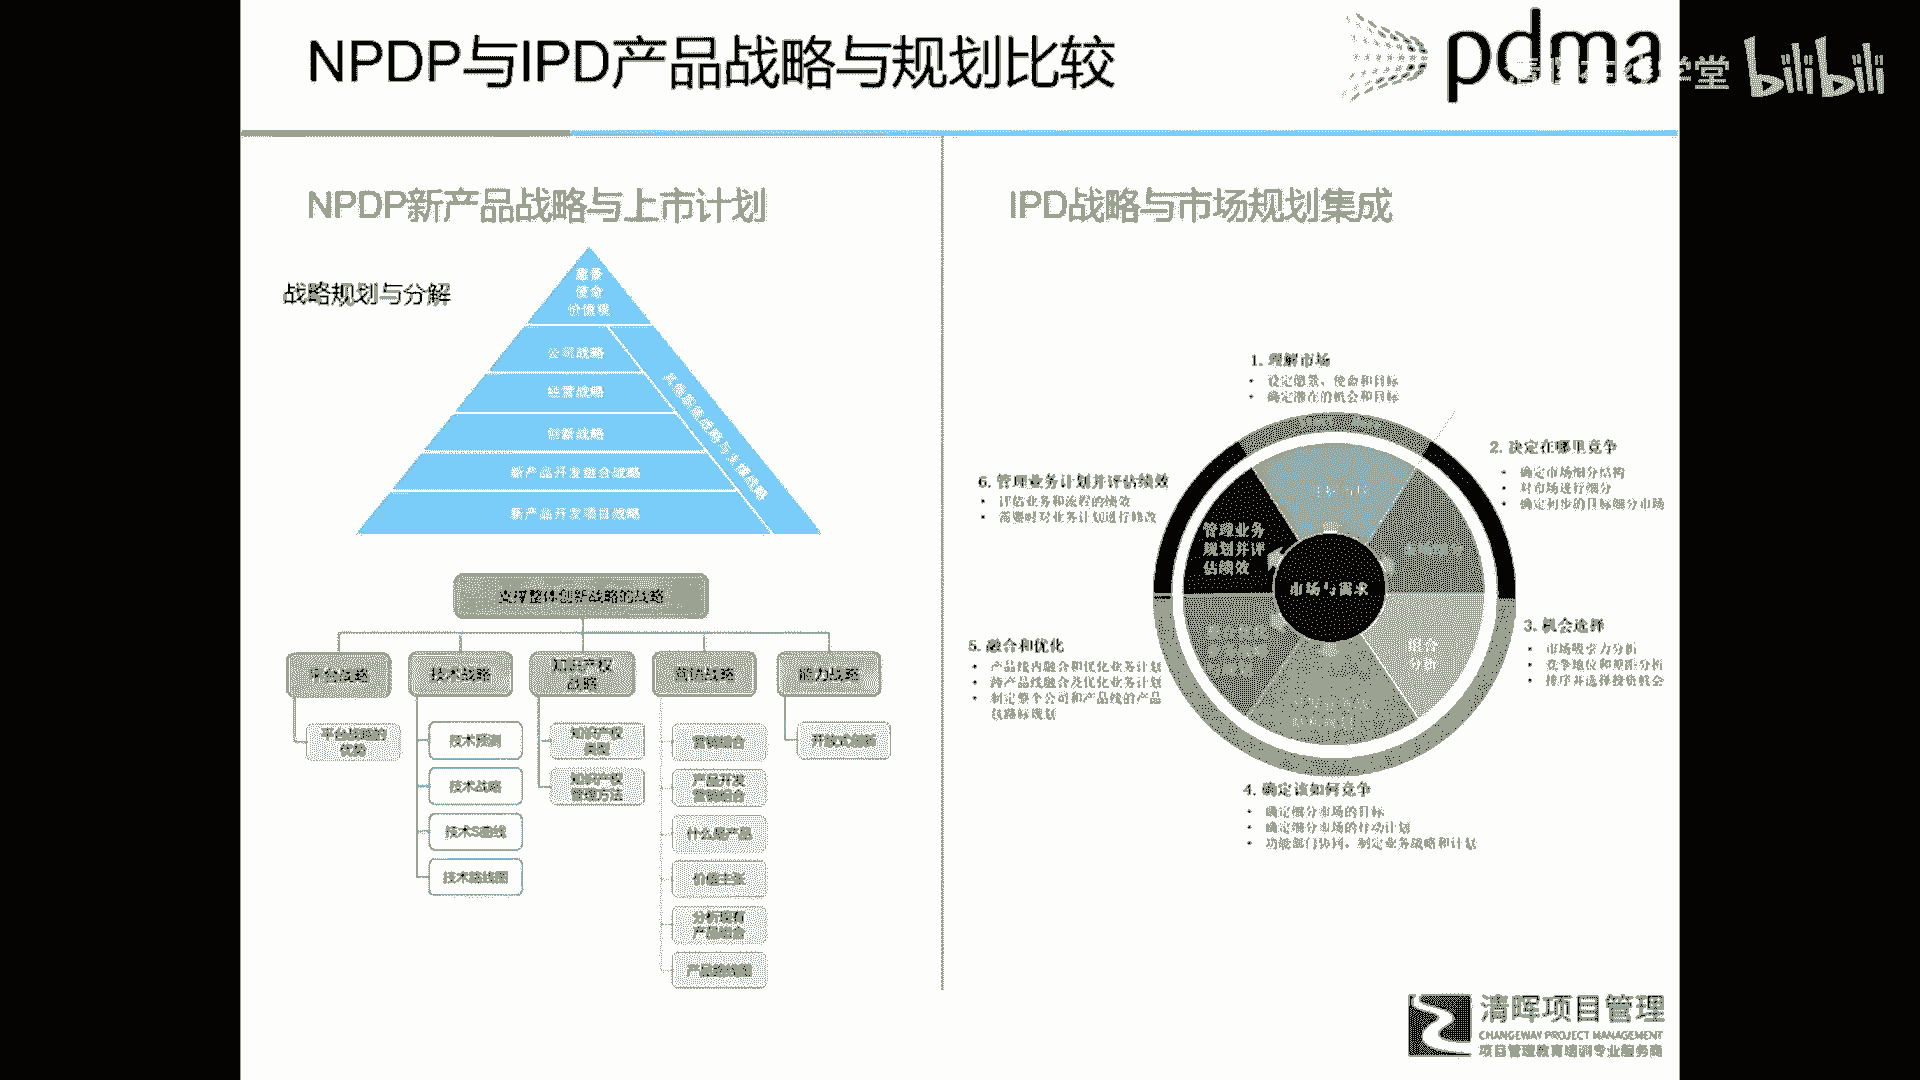 NPDP与IPD产品战略与规划比较
pdma
学堂
bilibili
NPDP新产品战略与上市计划
战略规划与分解
愿景
使命
价值观
公司战略
经营战略
创新战略
新产品开发组合战略
新产品开发项目战略
支撑整体创新战略的战略
平台战略
技术战略
知识产权
战略
营销战略
能力战略
平台战略的
优势
技术预测
技术战略
技术S曲线
技术路线图
知识产权
类型
知识产权
管理方法
营销组合
产品开发
营销组合
什么是产品
价值主张
分析现有
产品组合
产品路线图
开放式创新
IPD战略与市场规划集成
1. 理解市场
• 设定愿景、使命和目标
• 确定潜在的机会和目标
2. 决定在哪里竞争
• 确定市场细分结构
• 对市场进行细分
• 确定初步的目标细分市场
3. 机会选择
• 市场吸引力分析
• 竞争地位和差距分析
• 排序并选择投资机会
4. 确定该如何竞争
• 确定细分市场的目标
• 确定细分市场的行动计划
• 功能部门协同，制定业务战略和计划
5. 融合和优化
• 产品线内融合和优化业务计划
• 跨产品线融合及优化业务计划
• 制定整个公司和产品线的产品
线路标规划
6. 管理业务计划并评估绩效
• 评估业务和流程的绩效
• 需要时对业务计划进行修改
管理业务
规划并评
估绩效
市场与需求
组合
分析
清晖项目管理
CHANGEWAY PROJECT MANAGEMENT
项目管理教育培训专业服务商